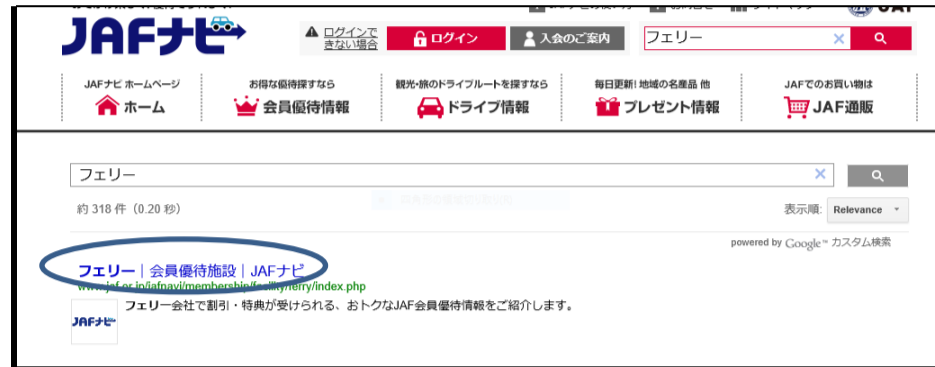 JAFナビ
ログインで
きない場合
ログイン
入会のご案内
フェリー
JAFナビ ホームページ
ホーム
お得な優待探すなら
会員優待情報
観光・旅のドライブルートを探すなら
ドライブ情報
毎日更新! 地域の名産品 他
プレゼント情報
JAFでのお買い物は
JAF通販
フェリー
約 318 件 (0.20 秒)
表示順: Relevance
powered by Google™ カスタム検索
フェリー | 会員優待施設 | JAFナビ
www.jaf.or.jp/jafnavi/membership/facility/ferry/index.php
フェリー会社で割引・特典が受けられる、おトクなJAF会員優待情報をご紹介します。
JAFナビ